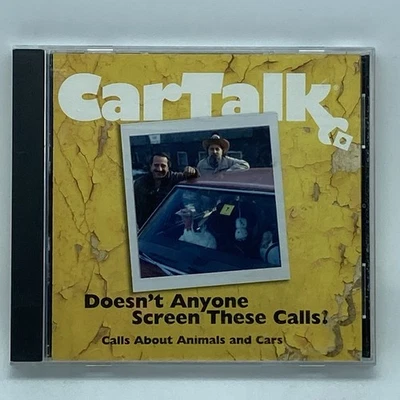 CarTalk
Doesn't Anyone
Screen These Calls?
Calls About Animals and Cars